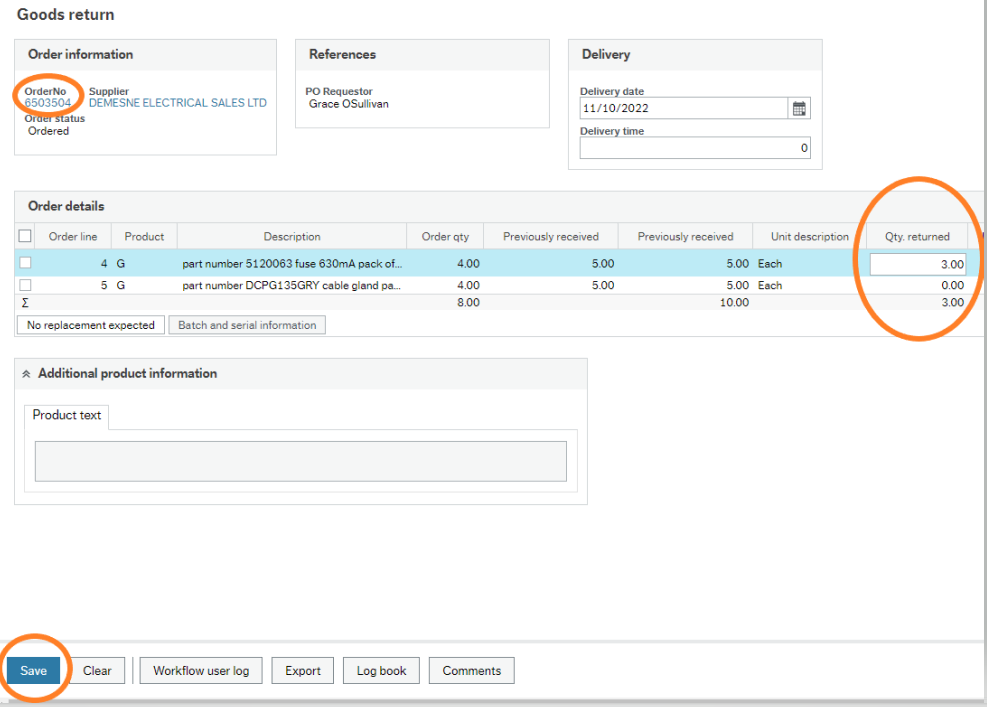 Goods return
Order information
References
Delivery
OrderNo Supplier
6503504 DEMESNE ELECTRICAL SALES LTD
Order status
Ordered
PO Requestor
Grace OSullivan
Delivery date
11/10/2022
Delivery time
0
Order details
Order line Product Description Order qty Previously received Previously received Unit description Qty. returned
4 G part number 5120063 fuse 630mA pack of... 4.00 5.00 5.00 Each 3.00
5 G part number DCPG135GRY cable gland pa... 4.00 5.00 5.00 Each 0.00
Σ 8.00 10.00 3.00
No replacement expected Batch and serial information
Additional product information
Product text
Save Clear Workflow user log Export Log book Comments